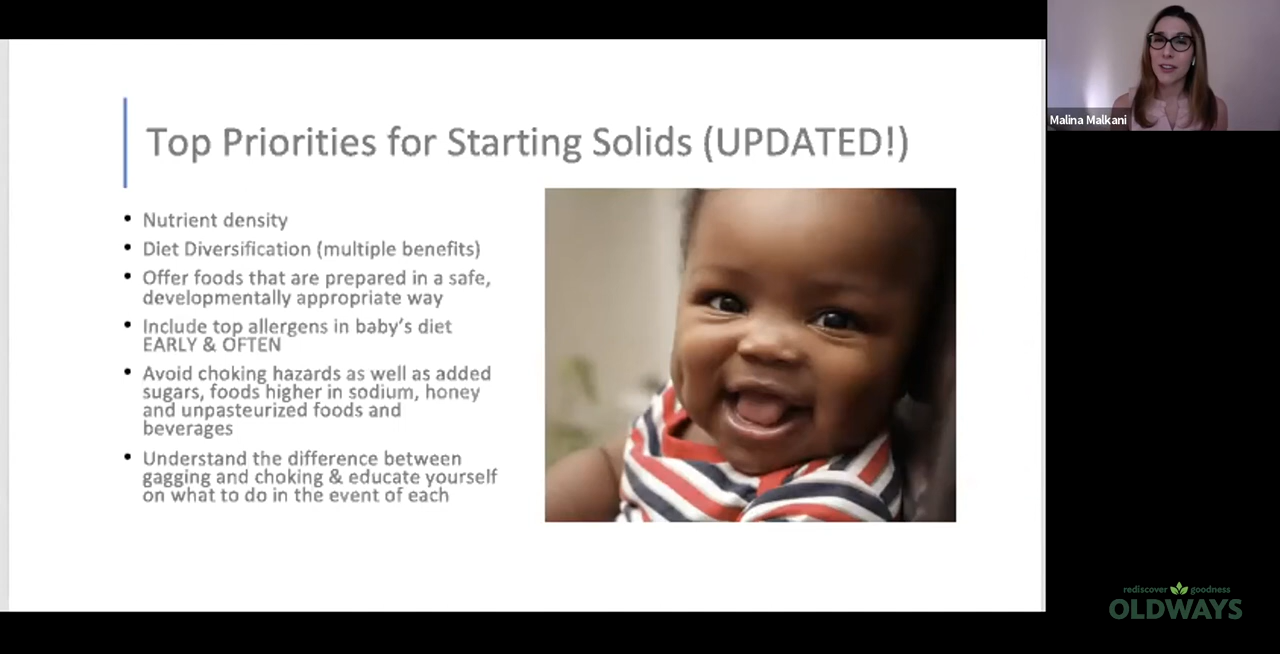 Top Priorities for Starting Solids (UPDATED!)
• Nutrient density
• Diet Diversification (multiple benefits)
• Offer foods that are prepared in a safe,
developmentally appropriate way
• Include top allergens in baby's diet
EARLY & OFTEN
• Avoid choking hazards as well as added
sugars, foods higher in sodium, honey
and unpasteurized foods and
beverages
• Understand the difference between
gagging and choking & educate yourself
on what to do in the event of each
Malina Malkani
rediscover goodness
OLDWAYS